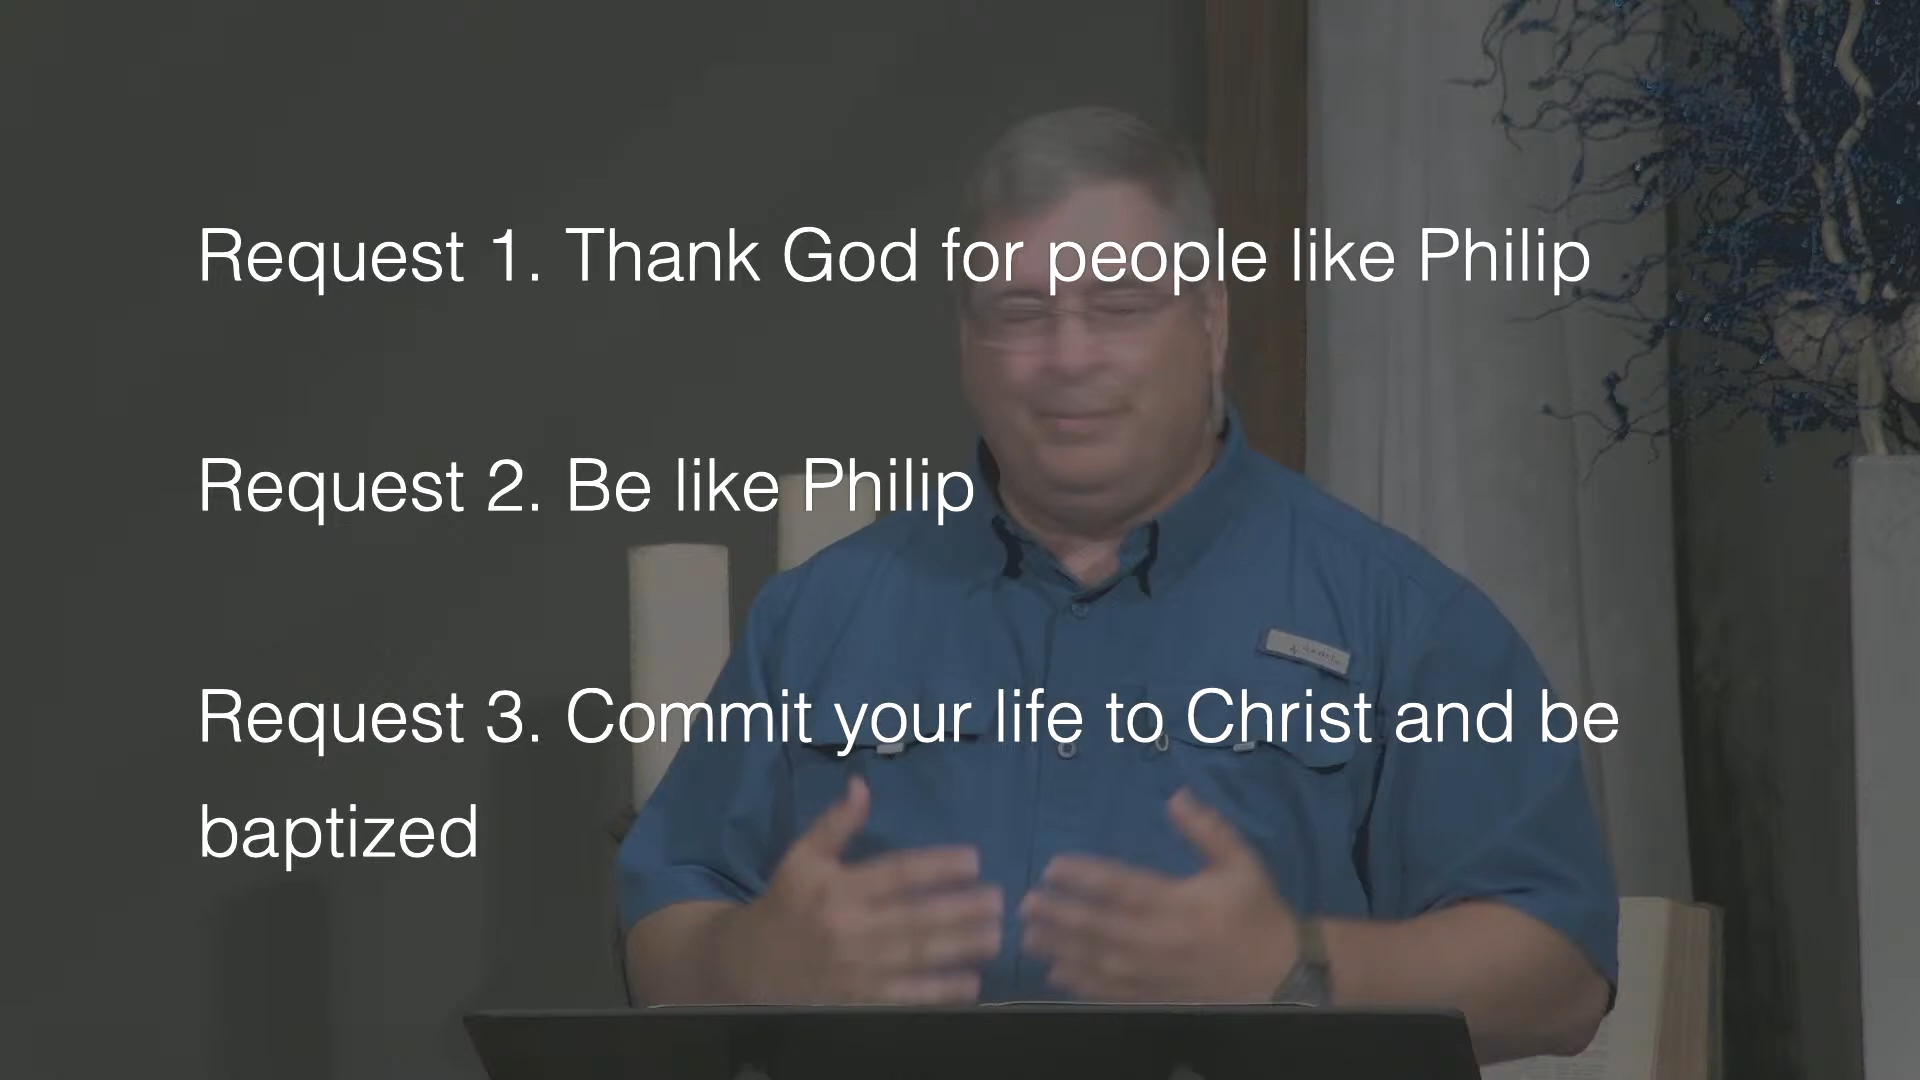 Request 1. Thank God for people like Philip
Request 2. Be like Philip
Request 3. Commit your life to Christ and be
baptized